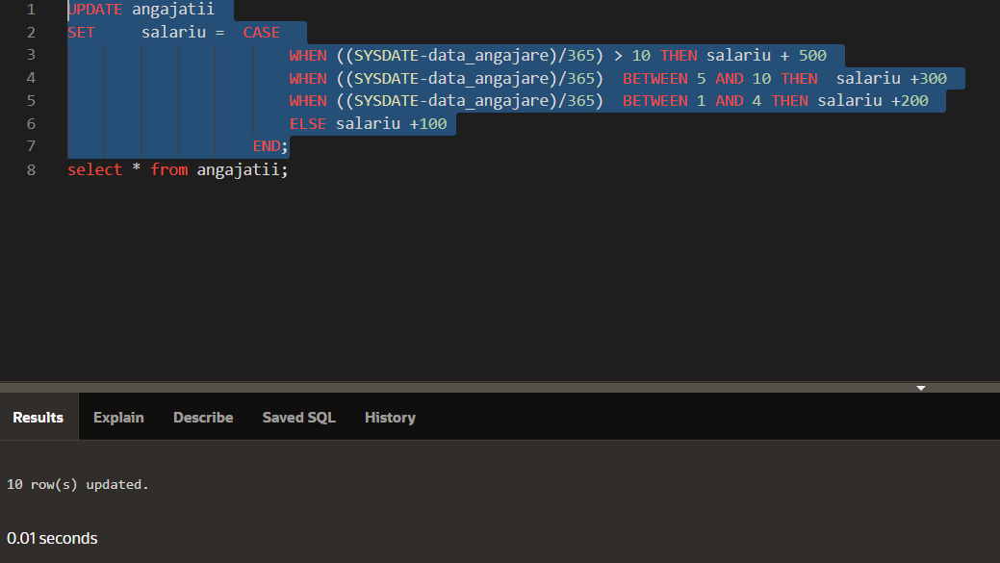 1 UPDATE angajatii
2 SET     salariu =  CASE
3                         WHEN ((SYSDATE-data_angajare)/365) > 10 THEN salariu + 500
4                         WHEN ((SYSDATE-data_angajare)/365)  BETWEEN 5 AND 10 THEN  salariu +300
5                         WHEN ((SYSDATE-data_angajare)/365)  BETWEEN 1 AND 4 THEN salariu +200
6                         ELSE salariu +100
7                     END;
8 select * from angajatii;
Results Explain Describe Saved SQL History
10 row(s) updated.
0.01 seconds